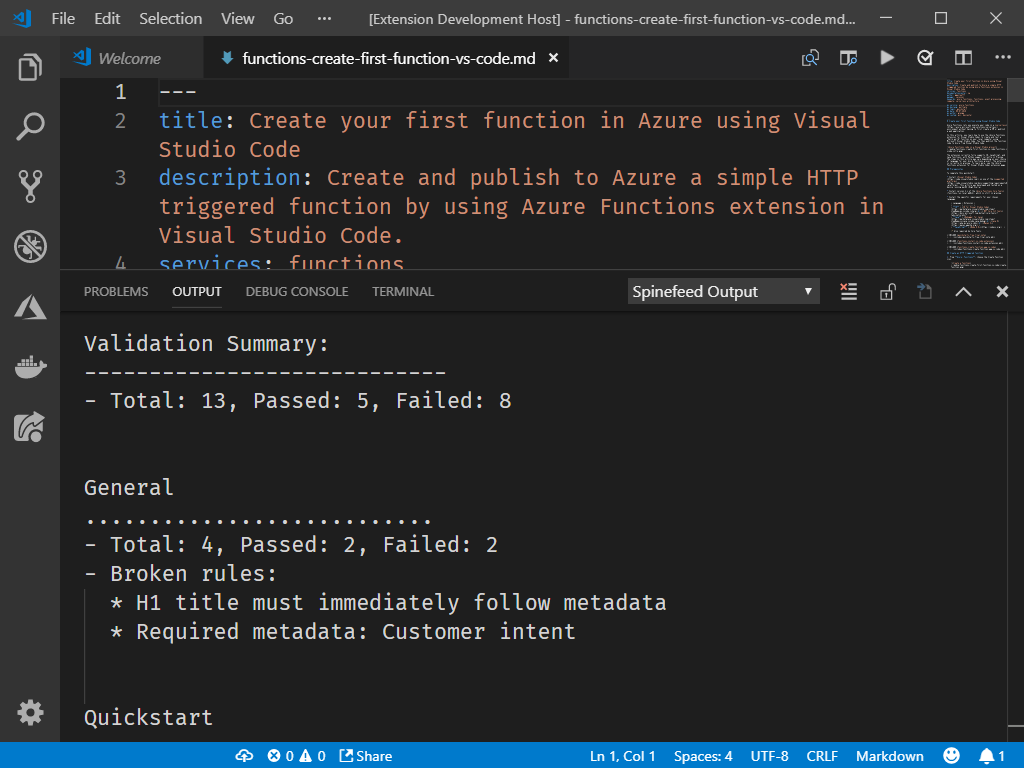 File Edit Selection View Go ··· [Extension Development Host] - functions-create-first-function-vs-code.md...
Welcome functions-create-first-function-vs-code.md
1 ---
2 title: Create your first function in Azure using Visual
Studio Code
3 description: Create and publish to Azure a simple HTTP
triggered function by using Azure Functions extension in
Visual Studio Code.
4 services: functions
PROBLEMS OUTPUT DEBUG CONSOLE TERMINAL Spinefeed Output
Validation Summary:
----------------------------
- Total: 13, Passed: 5, Failed: 8
General
...........................
- Total: 4, Passed: 2, Failed: 2
- Broken rules:
* H1 title must immediately follow metadata
* Required metadata: Customer intent
Quickstart
0 0 Share Ln 1, Col 1 Spaces: 4 UTF-8 CRLF Markdown 1